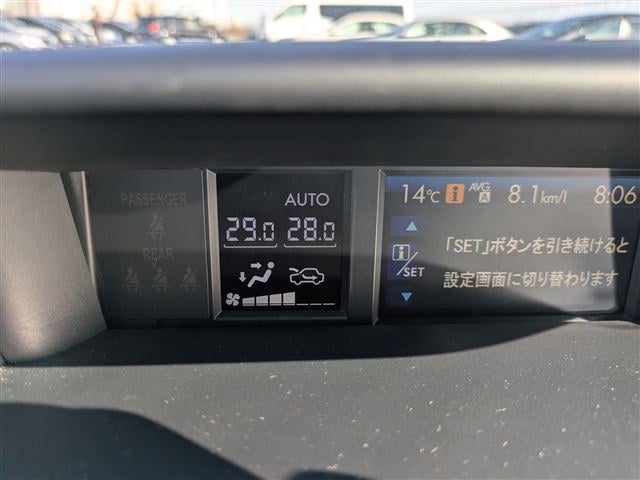 PASSENGER
REAR
AUTO
29.0 28.0
14℃ i AVG A 8.1km/l 8:06
i/SET
「SET」ボタンを引き続けると
設定画面に切り替わります